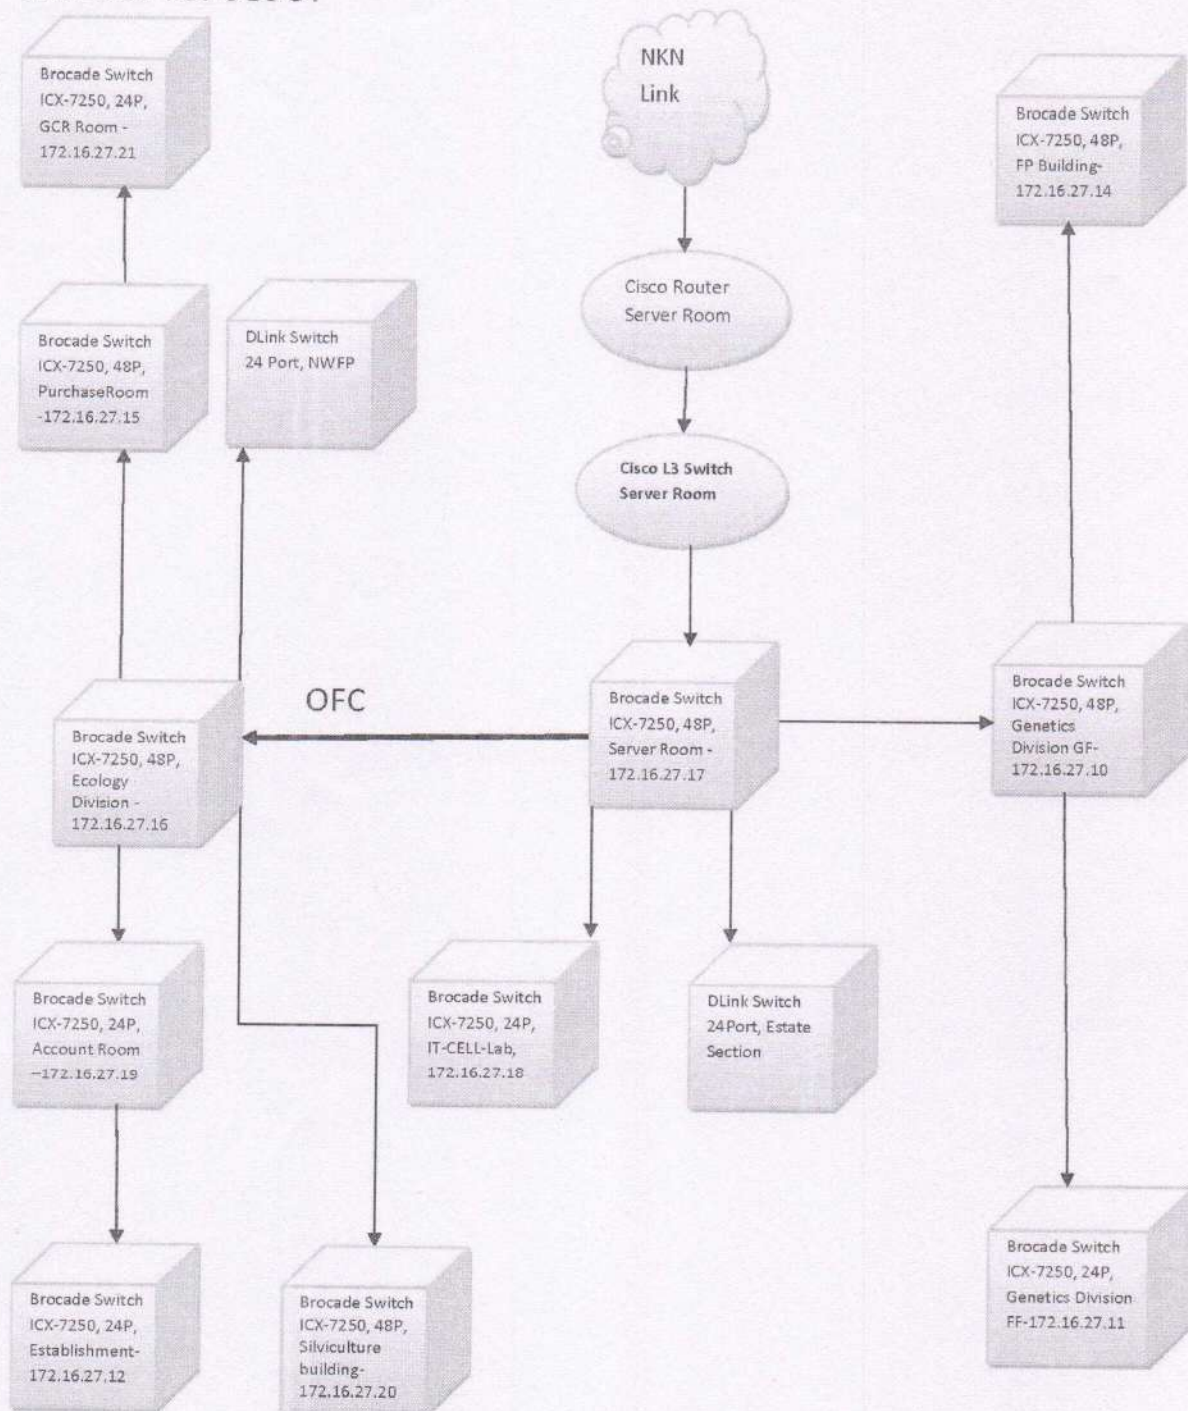 Brocade Switch
ICX-7250, 24P,
GCR Room -
172.16.27.21
NKN
Link
Brocade Switch
ICX-7250, 48P,
FP Building-
172.16.27.14
Cisco Router
Server Room
Brocade Switch
ICX-7250, 48P,
PurchaseRoom
-172.16.27.15
DLink Switch
24 Port, NWFP
Cisco L3 Switch
Server Room
OFC
Brocade Switch
ICX-7250, 48P,
Ecology
Division -
172.16.27.16
Brocade Switch
ICX-7250, 48P,
Server Room -
172.16.27.17
Brocade Switch
ICX-7250, 48P,
Genetics
Division GF-
172.16.27.10
Brocade Switch
ICX-7250, 24P,
Account Room
–172.16.27.19
Brocade Switch
ICX-7250, 24P,
IT-CELL-Lab,
172.16.27.18
DLink Switch
24Port, Estate
Section
Brocade Switch
ICX-7250, 24P,
Establishment-
172.16.27.12
Brocade Switch
ICX-7250, 48P,
Silviculture
building-
172.16.27.20
Brocade Switch
ICX-7250, 24P,
Genetics Division
FF-172.16.27.11